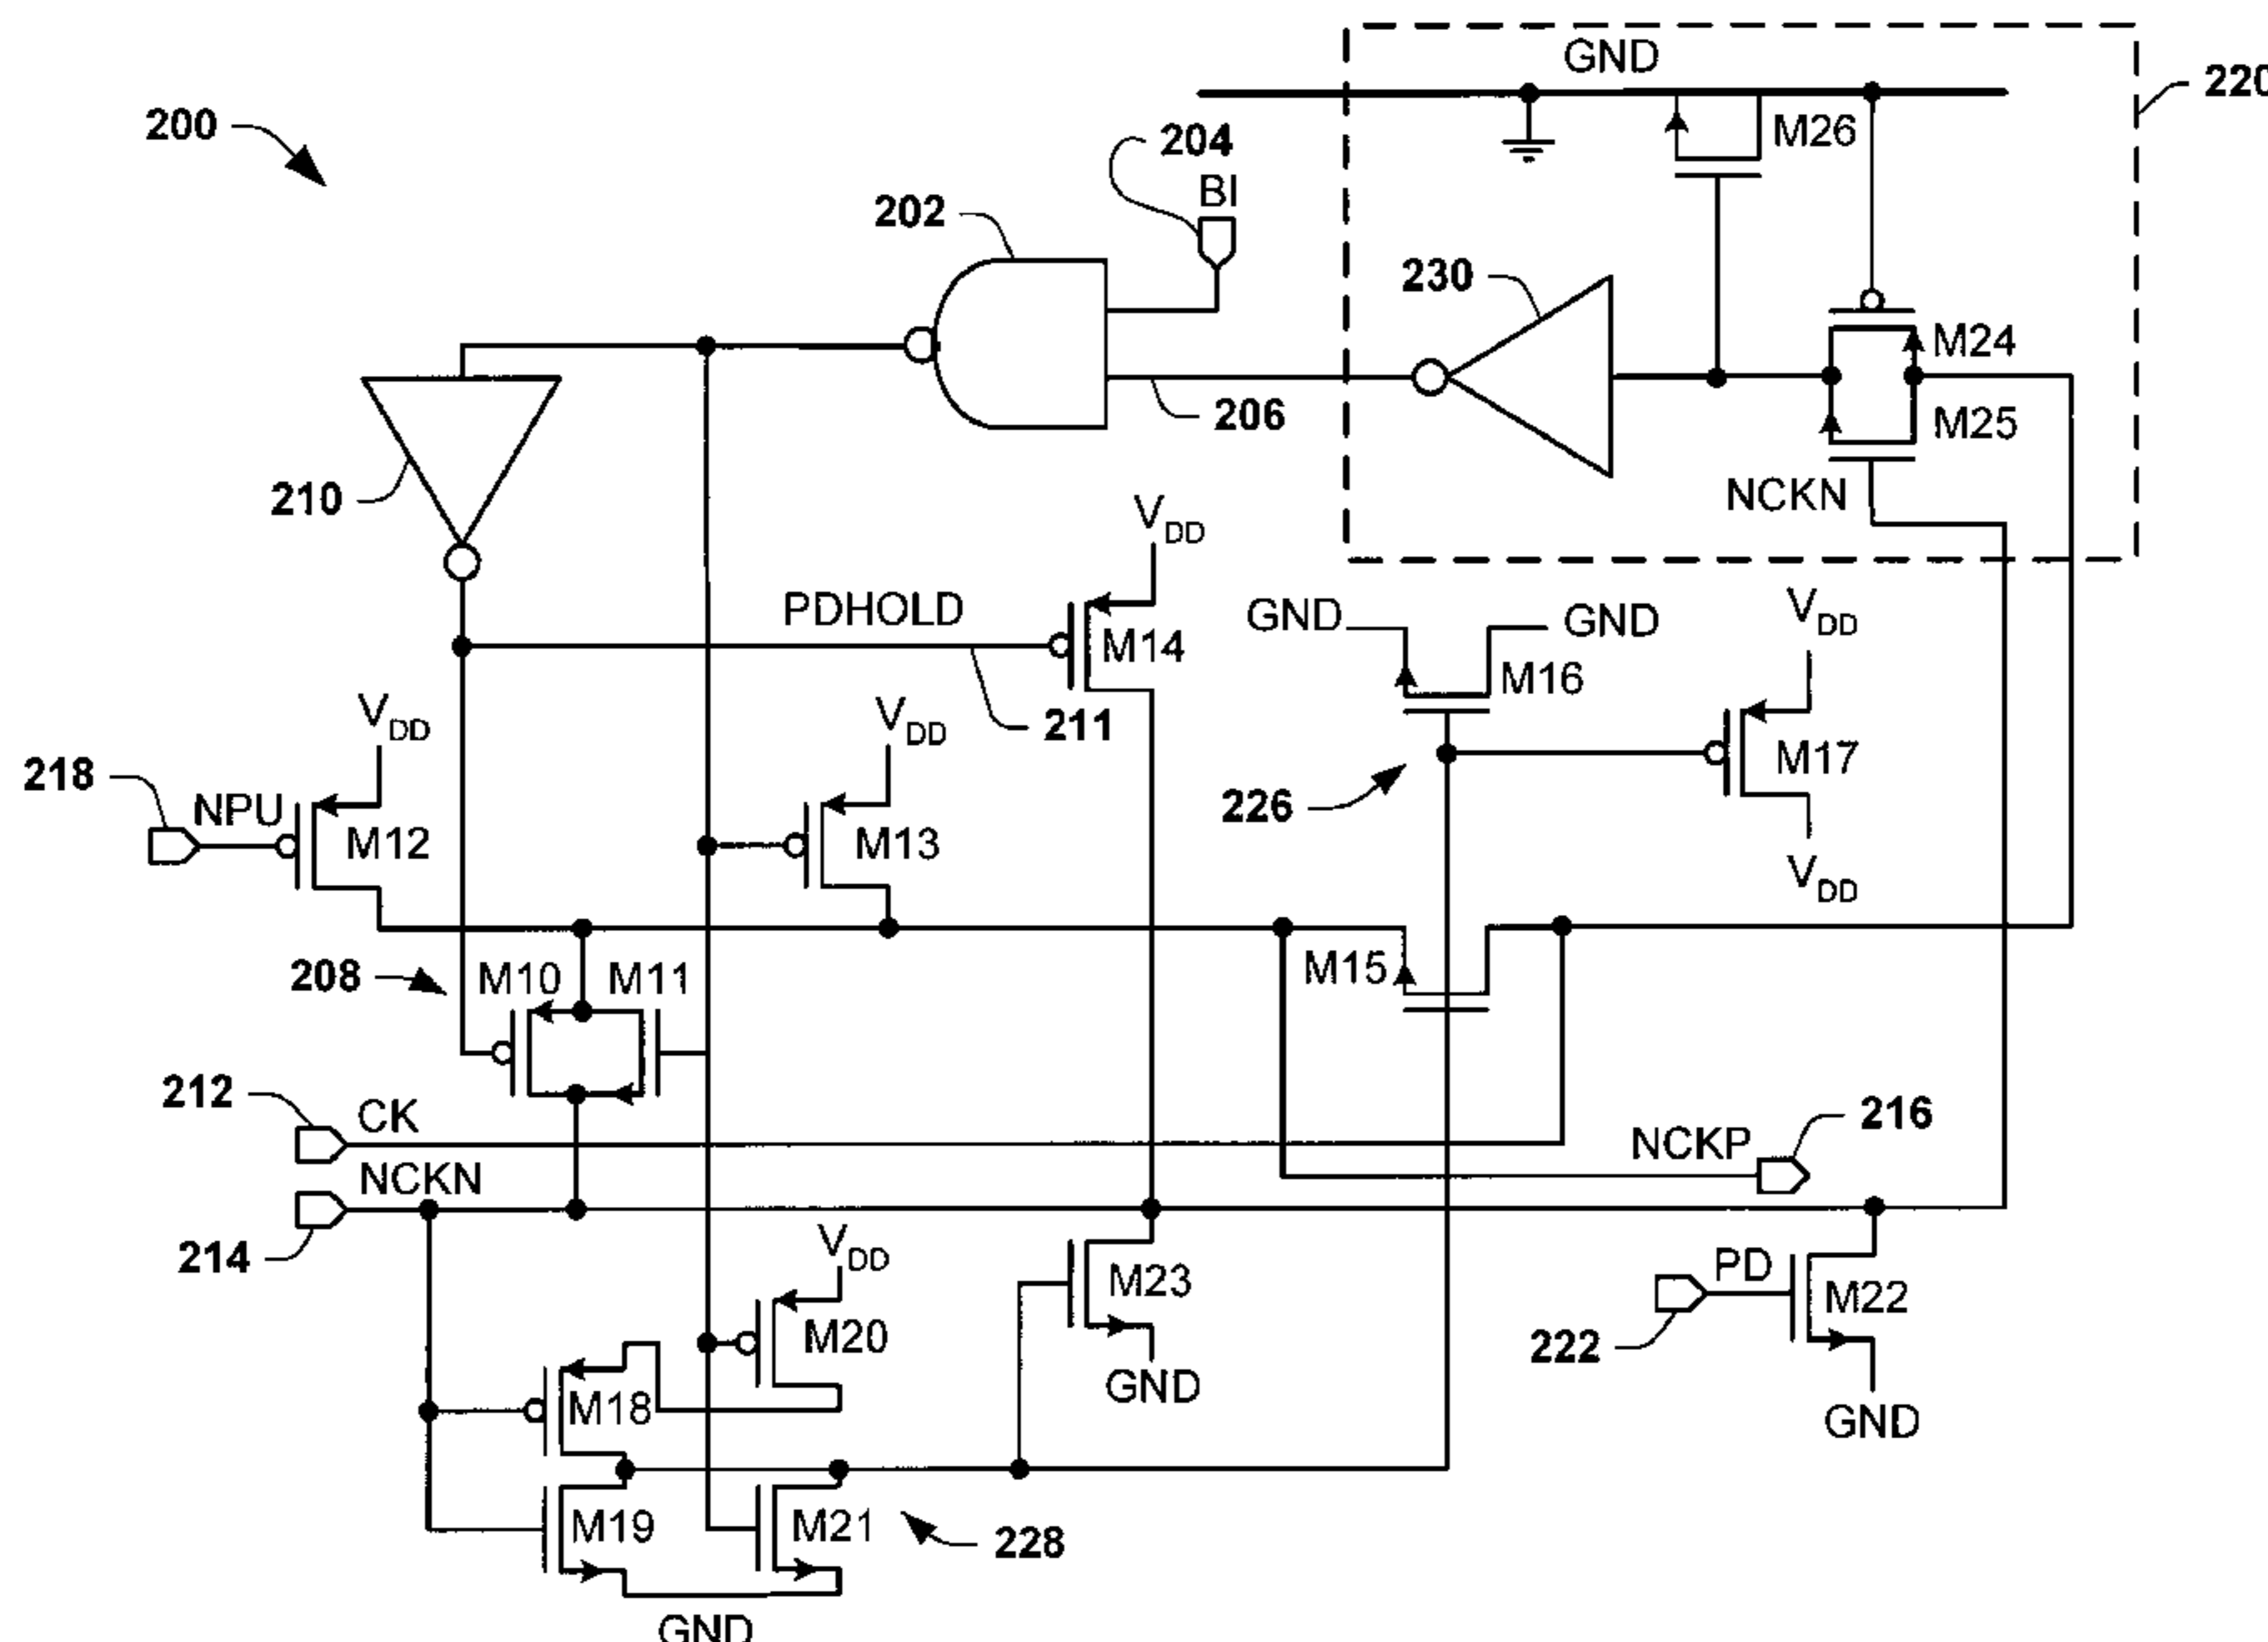 GND
220
200
204
M26
BI
202
230
M24
206
M25
210
NCKN
VDD
PDHOLD
VDD
GND
GND
M14
M16
VDD
VDD
211
218
M17
NPU
226
M12
M13
VDD
208
M10
M11
M15
212
CK
216
NCKP
NCKN
214
VDD
PD
M23
M22
M20
222
GND
M18
GND
M19
M21
228
GND